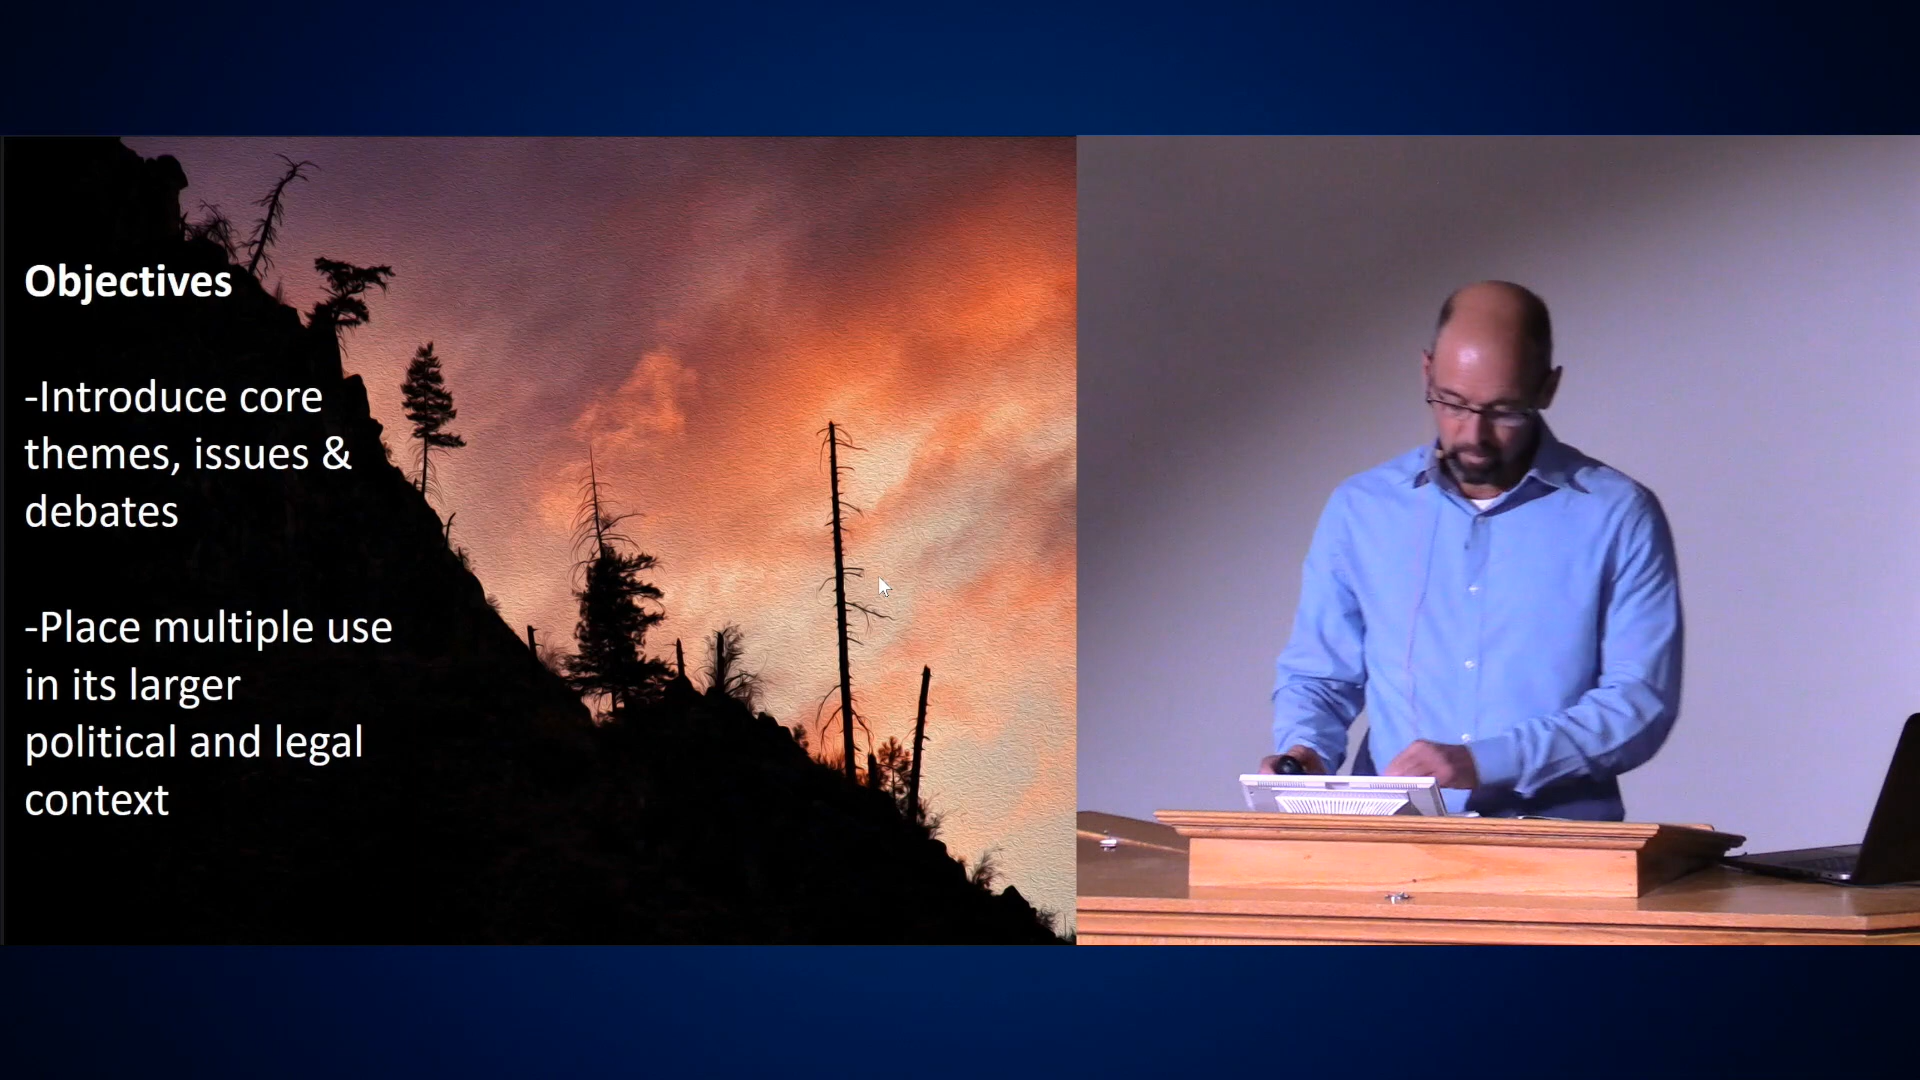 Objectives
-Introduce core
themes, issues &
debates
-Place multiple use
in its larger
political and legal
context